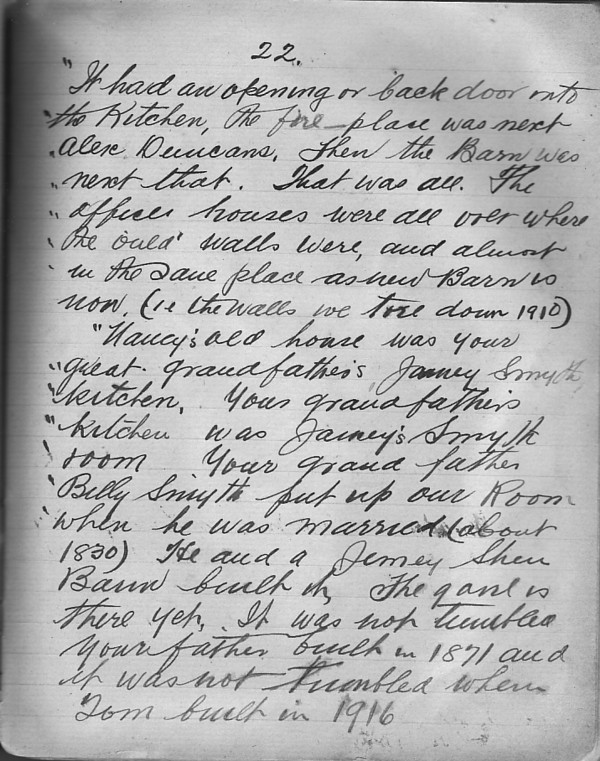 22.
"It had an opening or back door onto
"the Kitchen, the fire-place was next
"Alex Duncans. Then the Barn was
"next that. That was all. The
"offices houses were all over where
"the 'ould' walls were, and almost
"in the same place as new Barn is
"now. (ie the walls we tore down 1910)
"Nancy's old house was your
"great-grandfather's Jamey Smyth,
"Kitchen. Your grandfather's
"Kitchen was Jamey's Smyth
"room Your grand father
"Billy Smyth put up our Room
"when he was married (about
1830) He and a Jemey
Bann built it, The is
there yet. It was not tumbled
your father built in 1871 and
it was not tumbled when
Tom built in 1916